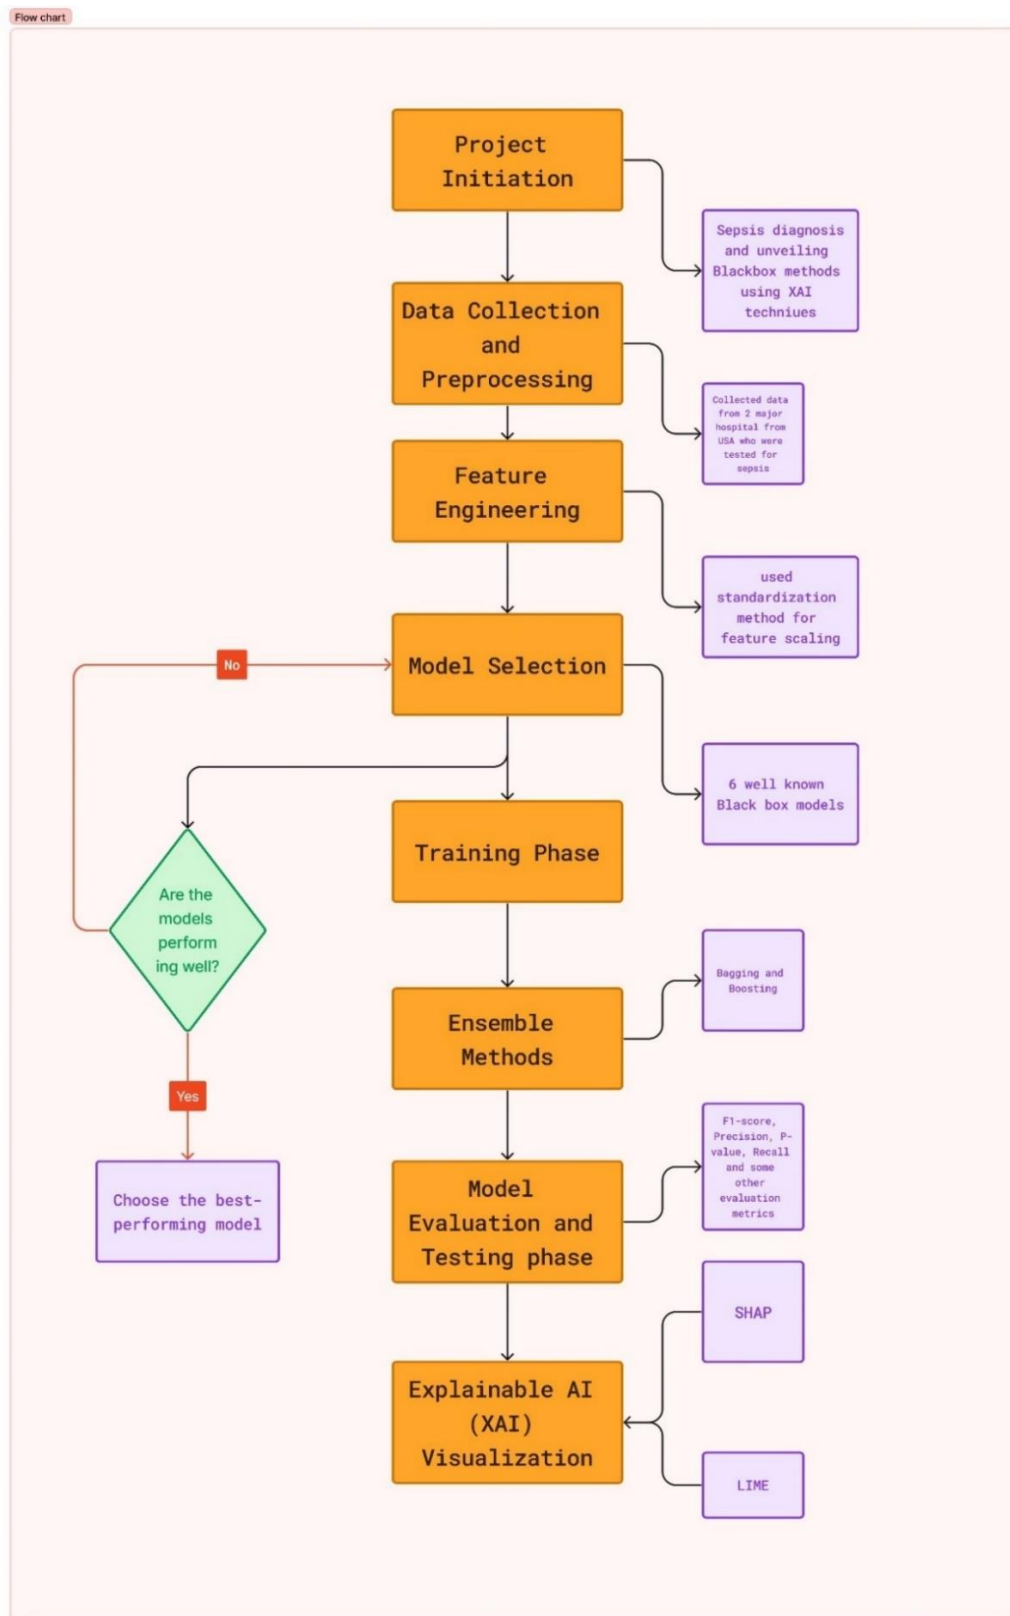 Flow chart
Project
Initiation
Sepsis diagnosis
and unveiling
Blackbox methods
using XAI
techniues
Data Collection
and
Preprocessing
Collected data
from 2 major
hospital from
USA who were
tested for
sepsis
Feature
Engineering
used
standardization
method for
feature scaling
No
Model Selection
6 well known
Black box models
Training Phase
Are the
models
perform
ing well?
Bagging and
Boosting
Ensemble
Methods
Yes
Choose the best-
performing model
F1-score,
Precision, P-
value, Recall
and some
other
evaluation
metrics
Model
Evaluation and
Testing phase
SHAP
Explainable AI
(XAI)
Visualization
LIME